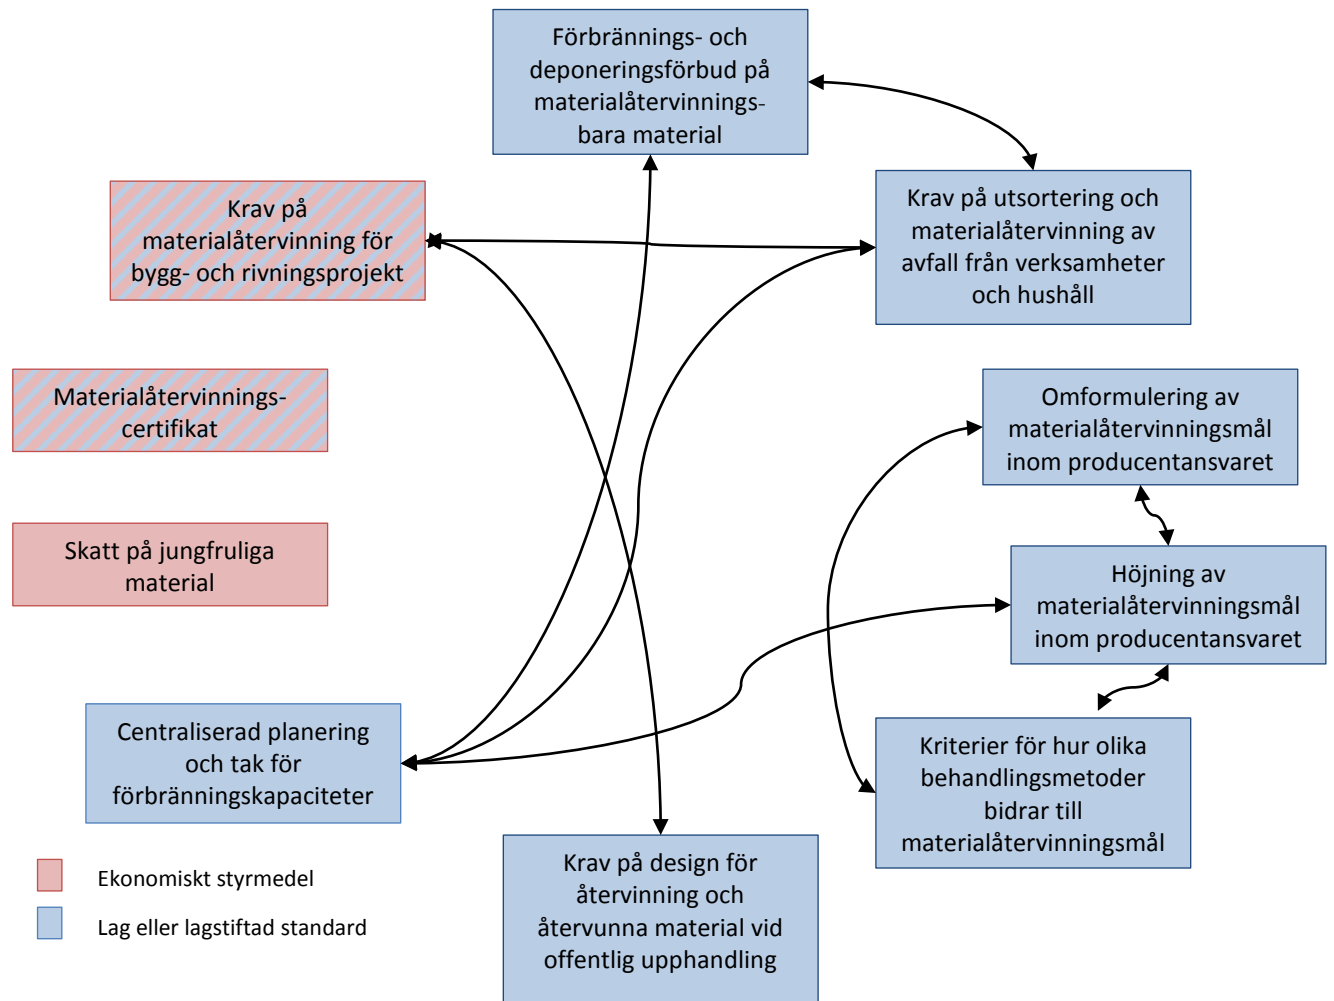 Förbrännings- och
deponeringsförbud på
materialåtervinnings-
bara material
Krav på
materialåtervinning för
bygg- och rivningsprojekt
Krav på utsortering och
materialåtervinning av
avfall från verksamheter
och hushåll
Materialåtervinnings-
certifikat
Omformulering av
materialåtervinningsmål
inom producentansvaret
Skatt på jungfruliga
material
Höjning av
materialåtervinningsmål
inom producentansvaret
Centraliserad planering
och tak för
förbränningskapaciteter
Kriterier för hur olika
behandlingsmetoder
bidrar till
materialåtervinningsmål
Krav på design för
återvinning och
återvunna material vid
offentlig upphandling
Ekonomiskt styrmedel
Lag eller lagstiftad standard